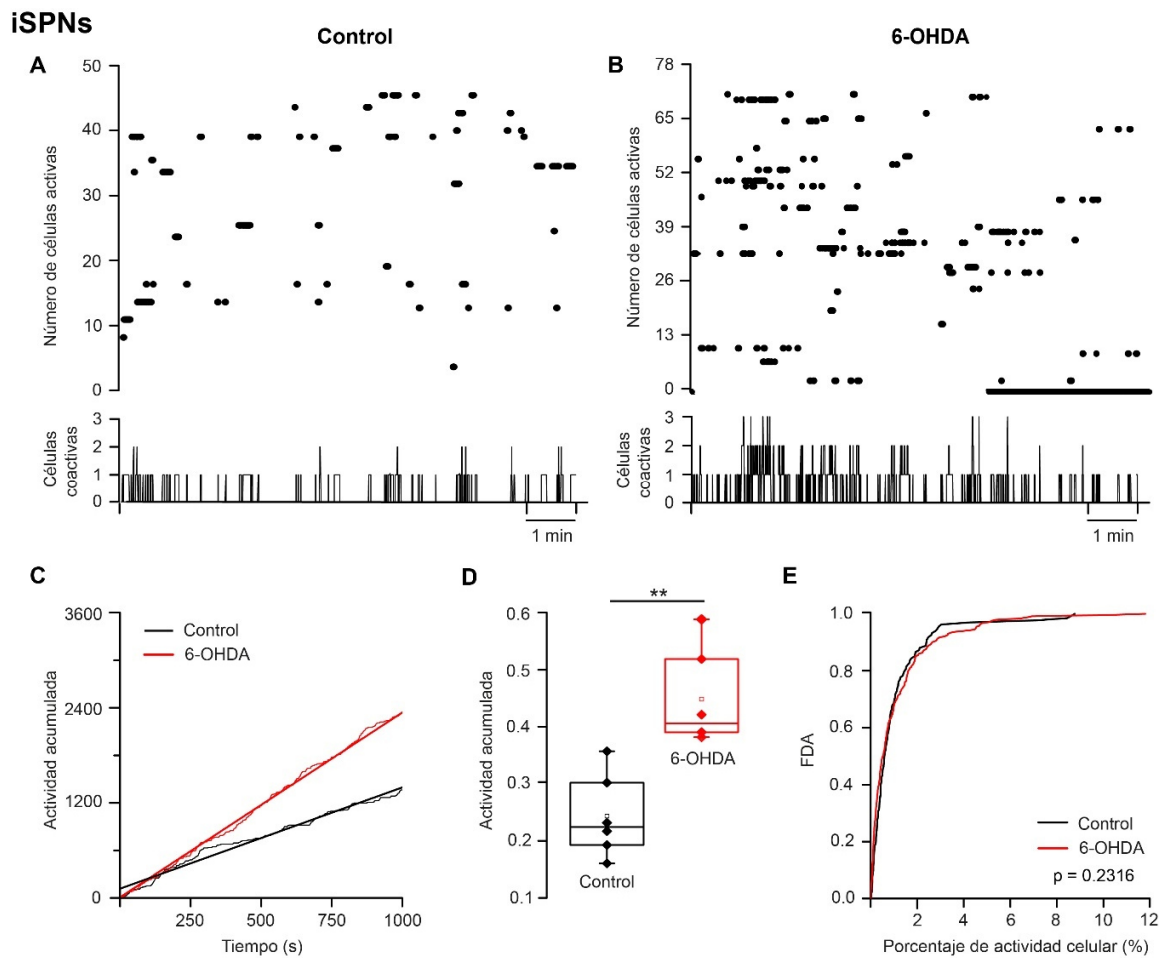 iSPNs
Control
6-OHDA
A
50
40
30
20
10
0
Número de células activas
3
2
1
0
Células
coactivas
1 min
B
78
65
52
39
26
13
0
Número de células activas
3
2
1
0
Células
coactivas
1 min
C
3600
2400
1200
0
Actividad acumulada
Control
6-OHDA
250
500
750
1000
Tiempo (s)
D
0.6
0.5
0.4
0.3
0.2
0.1
Actividad acumulada
**
6-OHDA
Control
E
1.0
0.8
0.6
0.4
0.2
0.0
FDA
Control
6-OHDA
p = 0.2316
2
4
6
8
10
12
Porcentaje de actividad celular (%)